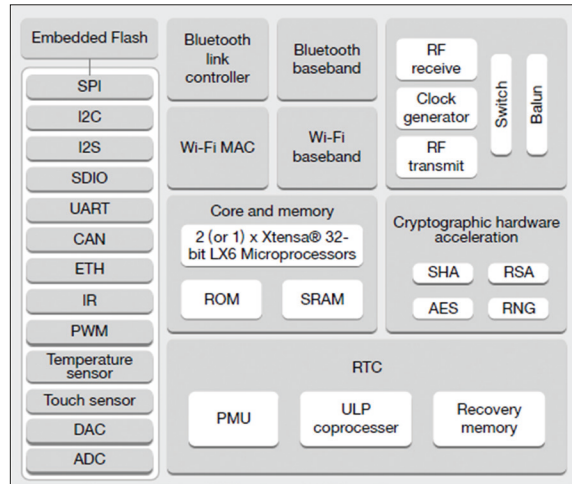 Embedded Flash
SPI
I2C
I2S
SDIO
UART
CAN
ETH
IR
PWM
Temperature
sensor
Touch sensor
DAC
ADC
Bluetooth
link
controller
Bluetooth
baseband
Wi-Fi MAC
Wi-Fi
baseband
RF
receive
Clock
generator
RF
transmit
Switch
Balun
Core and memory
2 (or 1) x Xtensa® 32-
bit LX6 Microprocessors
ROM
SRAM
Cryptographic hardware
acceleration
SHA
RSA
AES
RNG
RTC
PMU
ULP
coprocesser
Recovery
memory